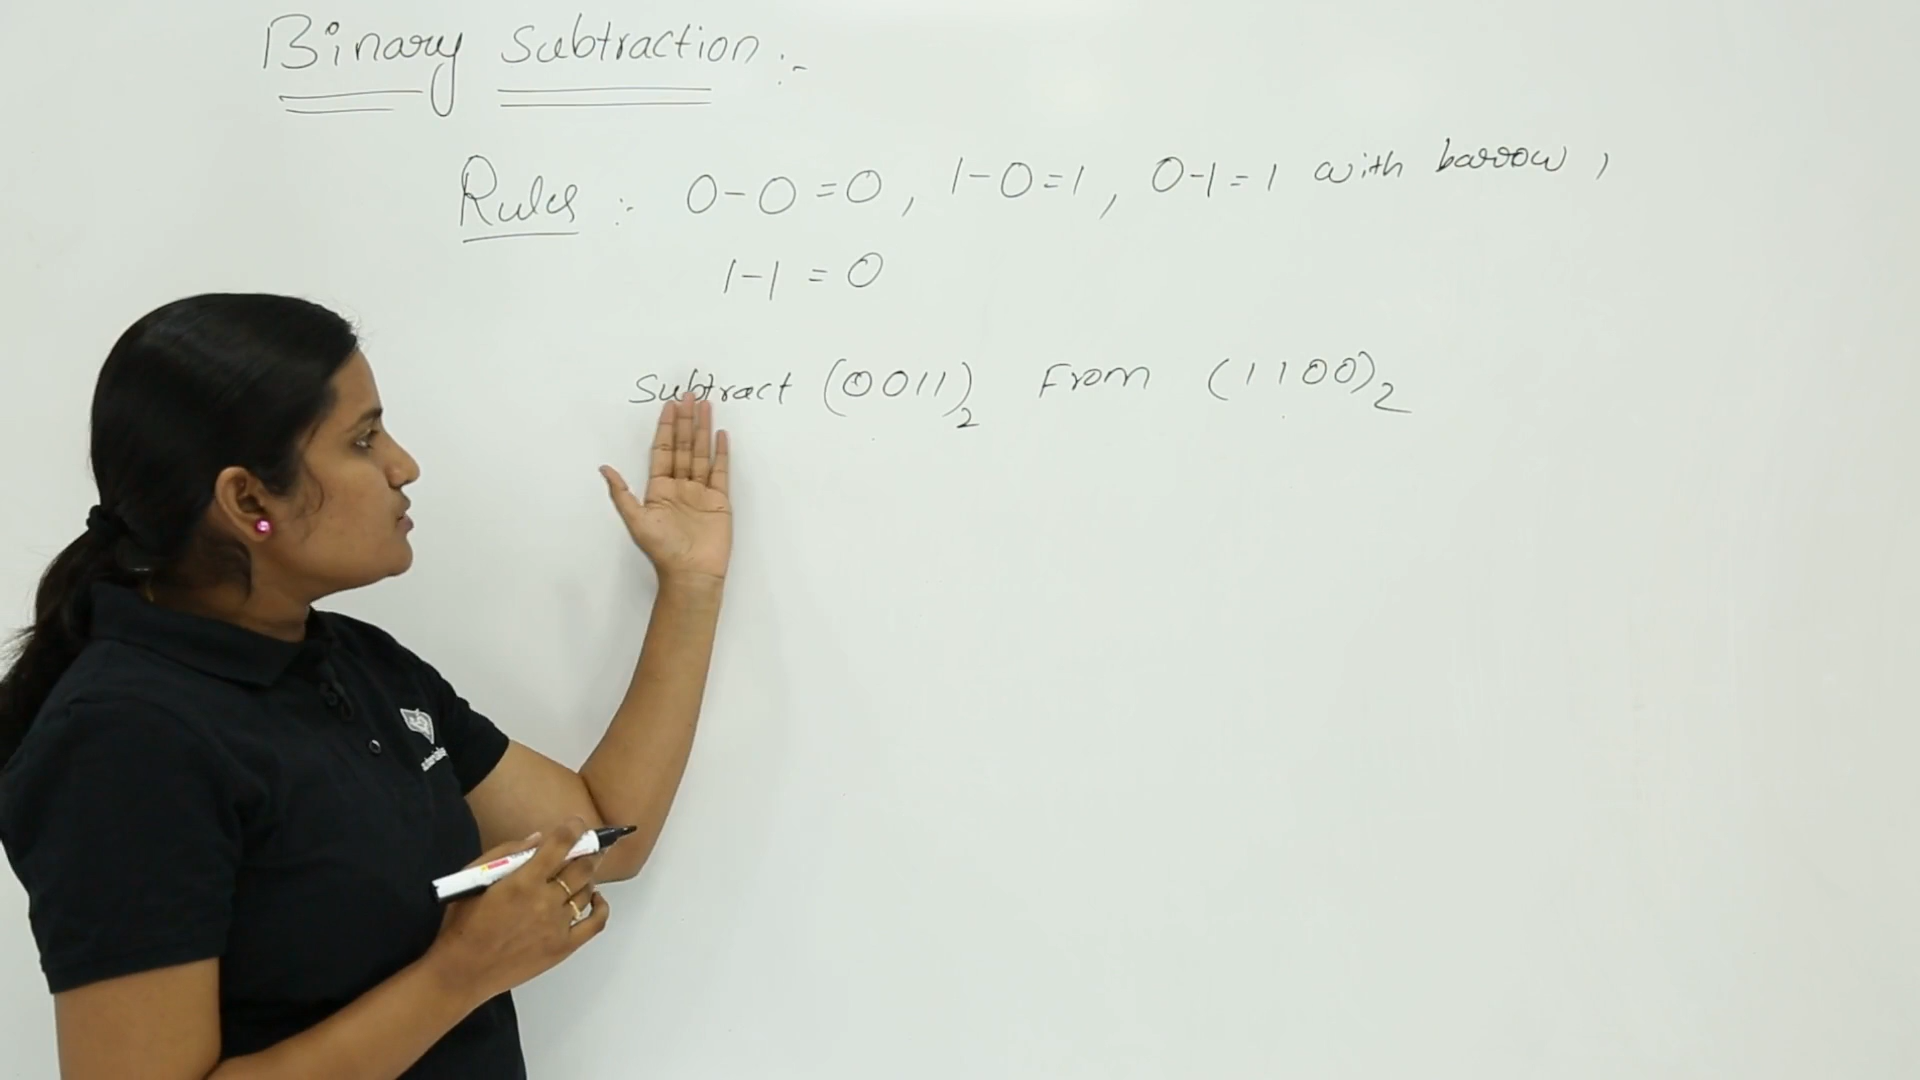 Binary Subtraction :-
Rules :- 0-0=0, 1-0=1, 0-1=1 with barrow,
1-1=0
Subtract (0011)2 From (1100)2